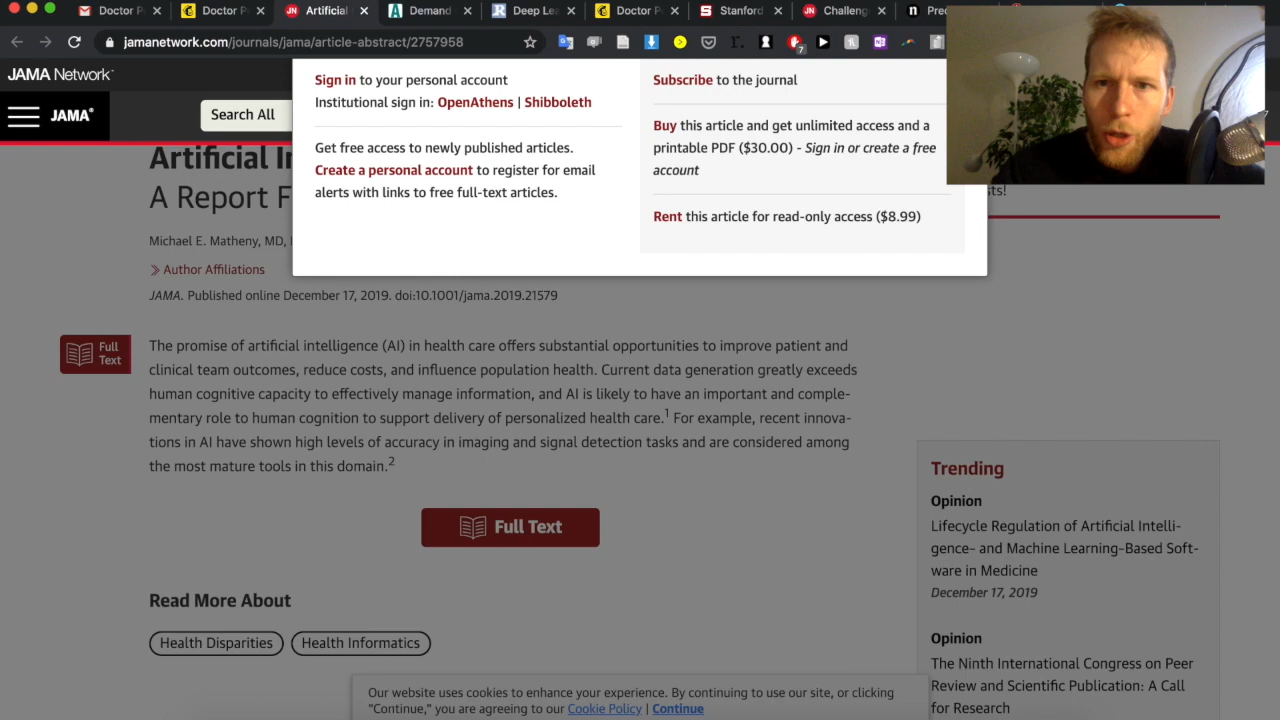 Doctor P
Doctor P
Artificial
Demand
Deep Lea
Doctor P
Stanford
Challeng
Pred
jamanetwork.com/journals/jama/article-abstract/2757958
7
JAMA Network
JAMA®
Search All
Sign in to your personal account
Institutional sign in: OpenAthens | Shibboleth
Get free access to newly published articles.
Create a personal account to register for email
alerts with links to free full-text articles.
Subscribe to the journal
Buy this article and get unlimited access and a
printable PDF ($30.00) - Sign in or create a free
account
Rent this article for read-only access ($8.99)
sts!
Artificial I
A Report F
Michael E. Matheny, MD,
Author Affiliations
JAMA. Published online December 17, 2019. doi:10.1001/jama.2019.21579
Full
Text
The promise of artificial intelligence (AI) in health care offers substantial opportunities to improve patient and
clinical team outcomes, reduce costs, and influence population health. Current data generation greatly exceeds
human cognitive capacity to effectively manage information, and AI is likely to have an important and comple-
mentary role to human cognition to support delivery of personalized health care.1 For example, recent innova-
tions in AI have shown high levels of accuracy in imaging and signal detection tasks and are considered among
the most mature tools in this domain.2
Full Text
Read More About
Health Disparities
Health Informatics
Trending
Opinion
Lifecycle Regulation of Artificial Intelli-
gence– and Machine Learning–Based Soft-
ware in Medicine
December 17, 2019
Opinion
The Ninth International Congress on Peer
Review and Scientific Publication: A Call
for Research
Our website uses cookies to enhance your experience. By continuing to use our site, or clicking
"Continue," you are agreeing to our Cookie Policy | Continue